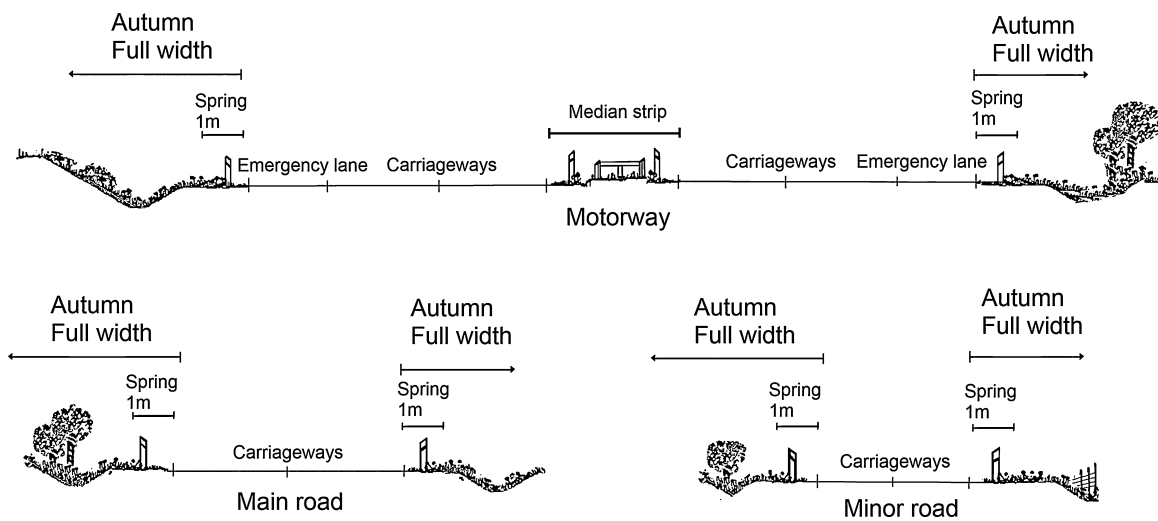 Autumn
Full width
Spring
1m
Emergency lane
Carriageways
Median strip
Carriageways
Emergency lane
Autumn
Full width
Spring
1m
Motorway
Autumn
Full width
Spring
1m
Carriageways
Autumn
Full width
Spring
1m
Main road
Autumn
Full width
Spring
1m
Carriageways
Autumn
Full width
Spring
1m
Minor road